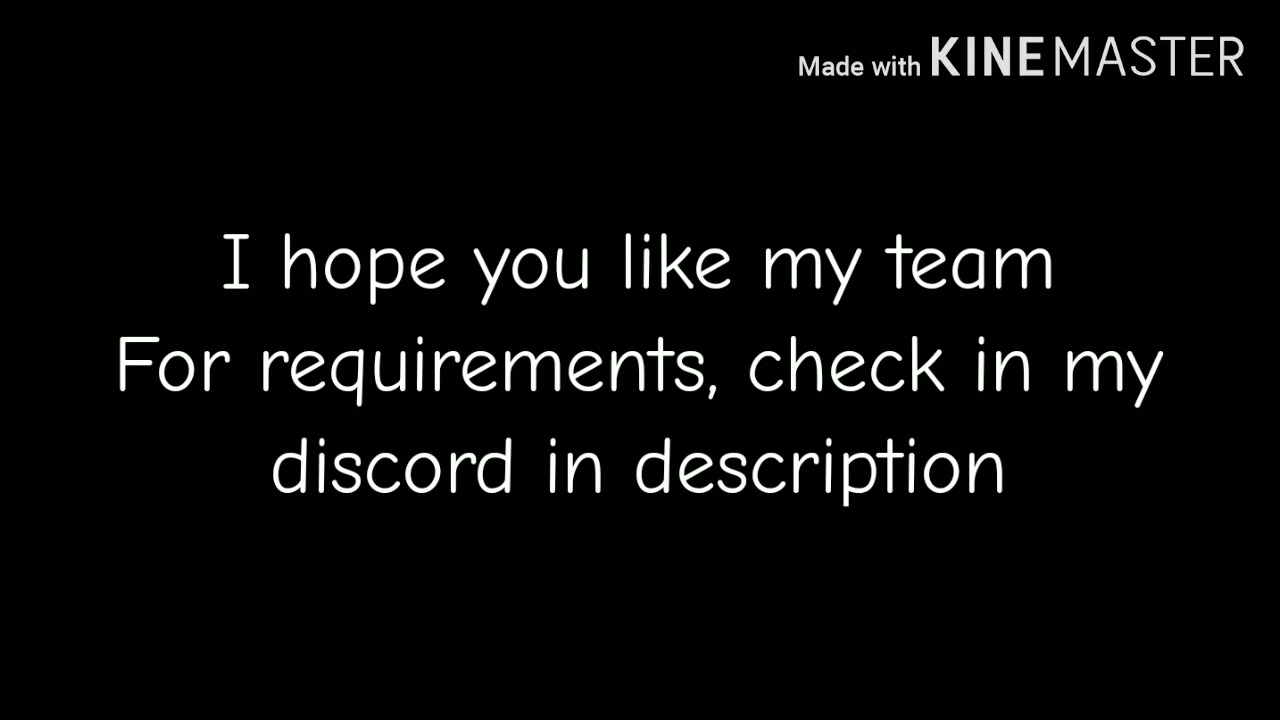 Made with KINEMASTER
I hope you like my team
For requirements, check in my
discord in description